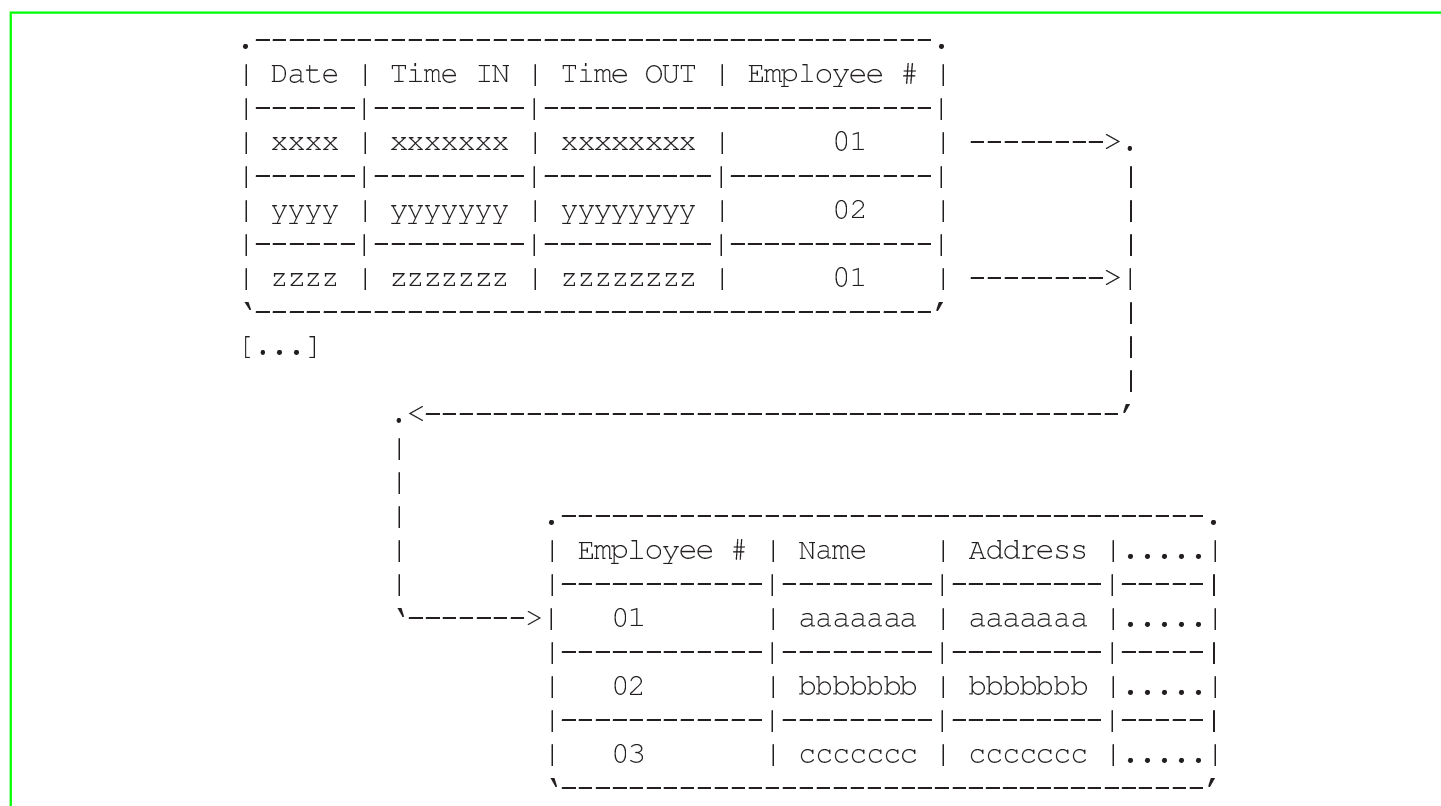 .----------------------------------------.
| Date | Time IN | Time OUT | Employee # |
|------|---------|-----------------------|
| xxxx | xxxxxxx | xxxxxxxx |      01    | -------->.
|------|---------|----------|------------|          |
| yyyy | yyyyyyy | yyyyyyyy |      02    |          |
|------|---------|----------|------------|          |
| zzzz | zzzzzzz | zzzzzzzz |      01    | -------->|
‘----------------------------------------’          |
[...]                                               |
                                                    |
         .<-----------------------------------------’
         |
         |
         |        .--------------------------------------.
         |        | Employee # | Name    | Address |.....|
         |        |------------|---------|---------|-----|
         ‘------->|   01       | aaaaaaa | aaaaaaa |.....|
                  |------------|---------|---------|-----|
                  |   02       | bbbbbbb | bbbbbbb |.....|
                  |------------|---------|---------|-----|
                  |   03       | ccccccc | ccccccc |.....|
                  ‘--------------------------------------’